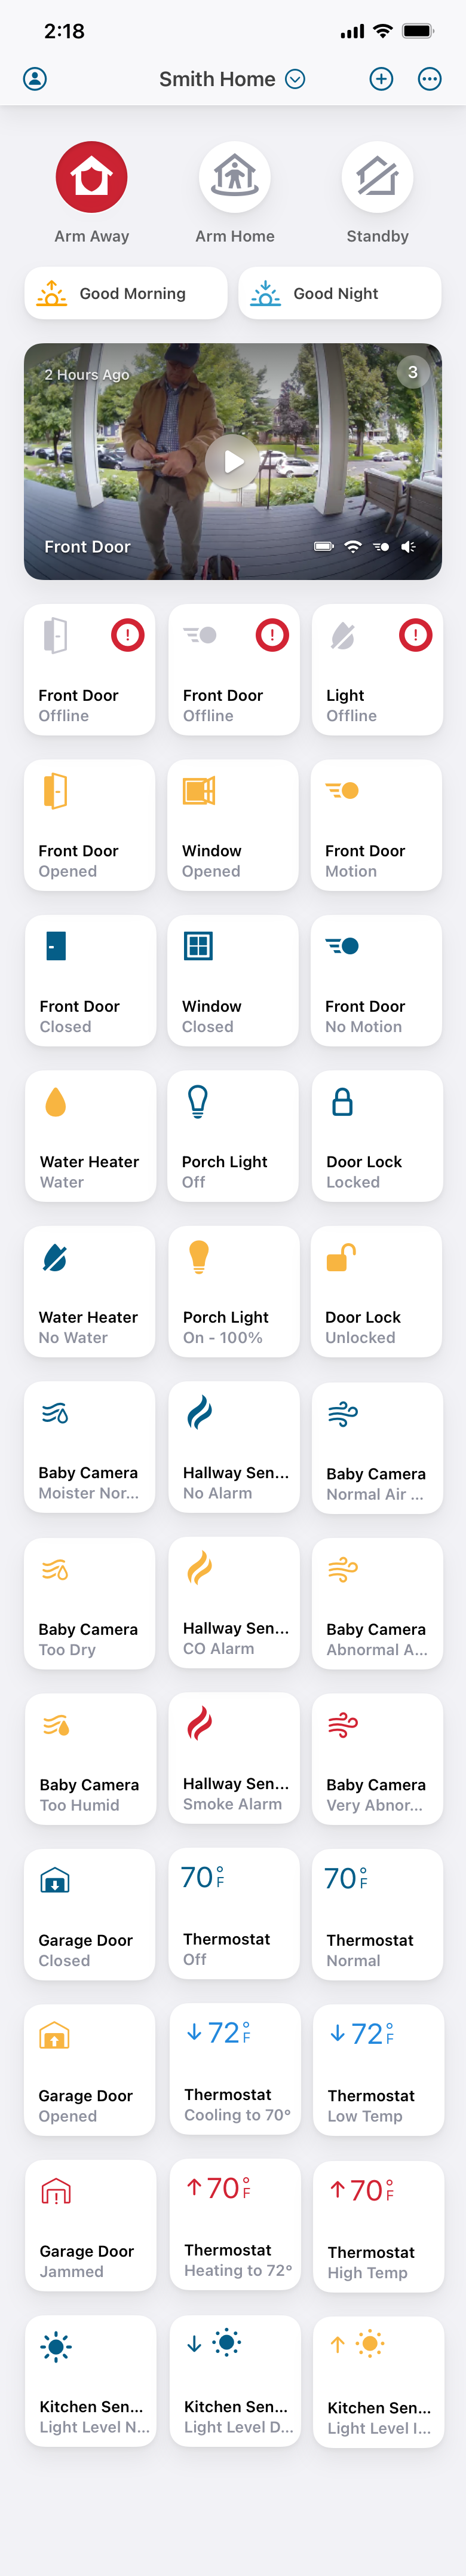 2:18
Smith Home
Arm Away
Arm Home
Standby
Good Morning
Good Night
2 Hours Ago
3
Front Door
Front Door
Offline
Front Door
Offline
Light
Offline
Front Door
Opened
Window
Opened
Front Door
Motion
Front Door
Closed
Window
Closed
Front Door
No Motion
Water Heater
Water
Porch Light
Off
Door Lock
Locked
Water Heater
No Water
Porch Light
On - 100%
Door Lock
Unlocked
Baby Camera
Moister Nor...
Hallway Sen...
No Alarm
Baby Camera
Normal Air ...
Baby Camera
Too Dry
Hallway Sen...
CO Alarm
Baby Camera
Abnormal A...
Baby Camera
Too Humid
Hallway Sen...
Smoke Alarm
Baby Camera
Very Abnor...
Garage Door
Closed
70°F
Thermostat
Off
70°F
Thermostat
Normal
Garage Door
Opened
↓ 72°F
Thermostat
Cooling to 70°
↓ 72°F
Thermostat
Low Temp
Garage Door
Jammed
↑ 70°F
Thermostat
Heating to 72°
↑ 70°F
Thermostat
High Temp
Kitchen Sen...
Light Level N...
Kitchen Sen...
Light Level D...
Kitchen Sen...
Light Level I...